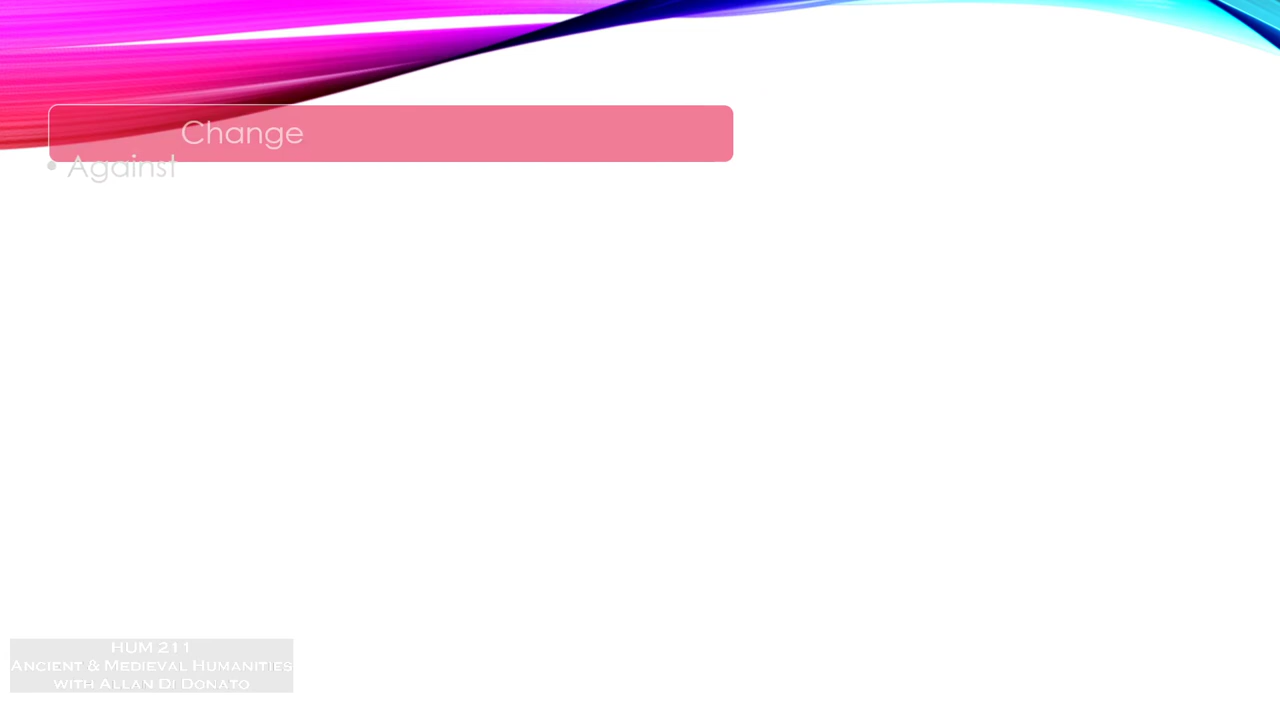 Change
• Against
HUM 211
Ancient & Medieval Humanities
with Allan Di Donato